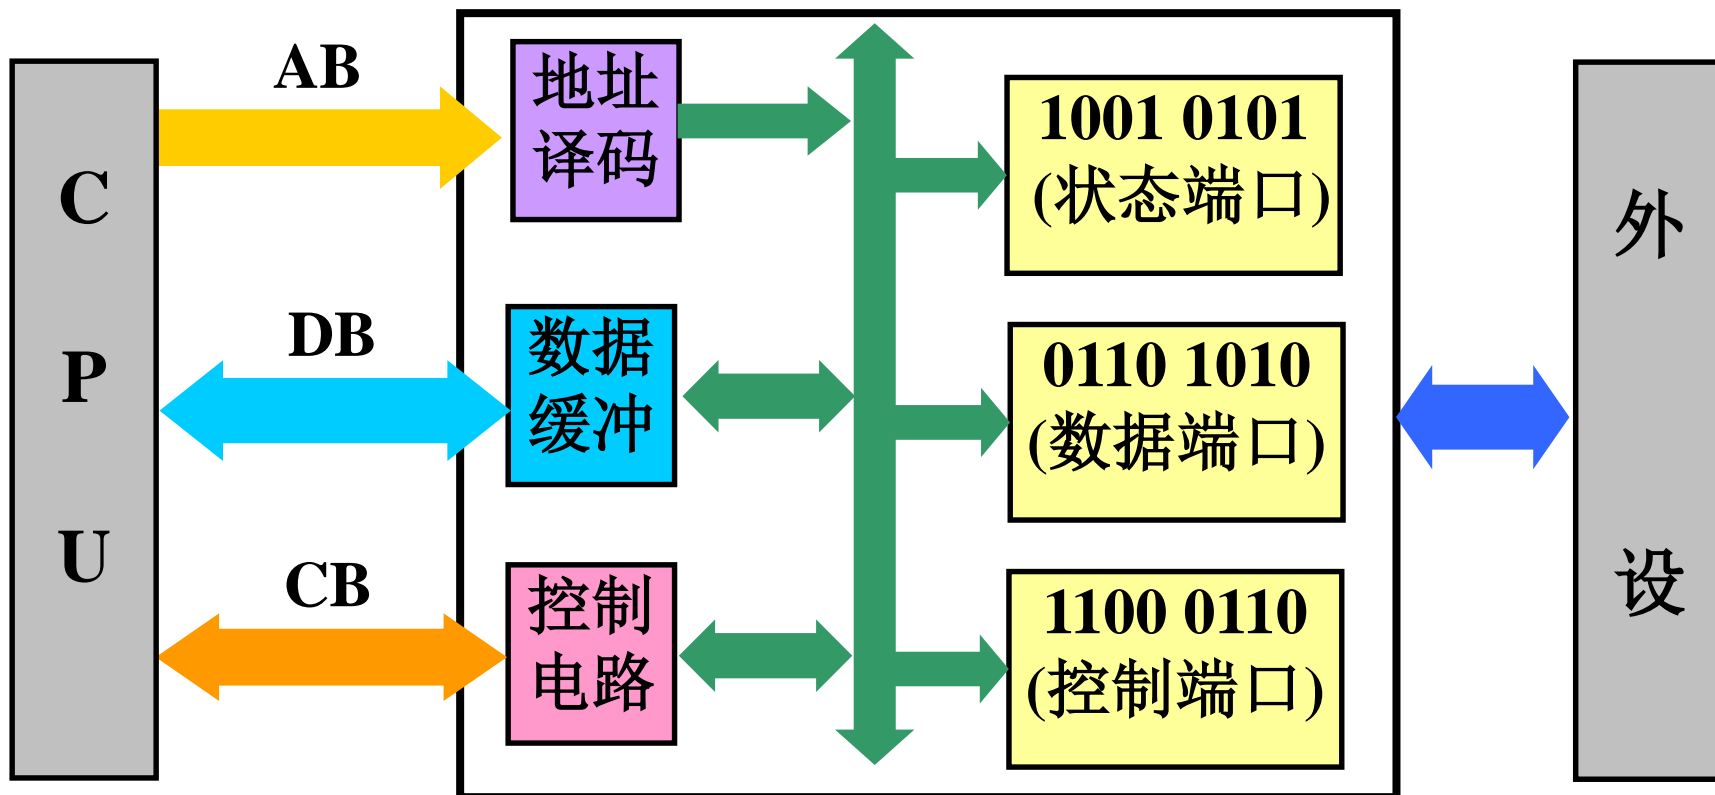 CPU
AB
DB
CB
地址
译码
数据
缓冲
控制
电路
1001 0101
(状态端口)
0110 1010
(数据端口)
1100 0110
(控制端口)
外设